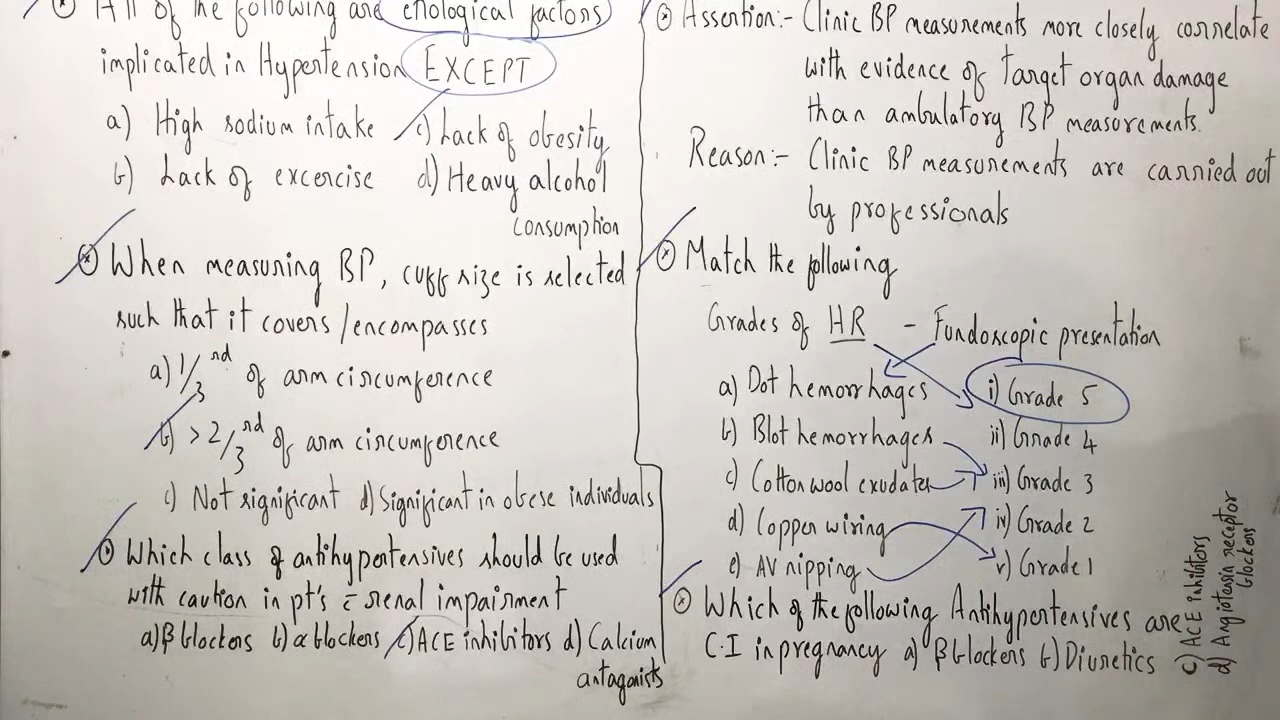 All of the following are etiological factors
implicated in Hypertension EXCEPT
a) High sodium intake c) Lack of obesity
b) Lack of excercise d) Heavy alcohol
consumption
When measuring BP, cuff size is selected
such that it covers/encompasses
a) 1/3rd of arm circumference
b) >2/3rd of arm circumference
c) Not significant d) Significant in obese individuals
Which class of antihypertensives should be used
with caution in pt's c̄ renal impairment
a) β blockers b) α blockers c) ACE inhibitors d) Calcium
antagonists
Assertion:- Clinic BP measurements more closely correlate
with evidence of target organ damage
than ambulatory BP measurements.
Reason:- Clinic BP measurements are carried out
by professionals
Match the following
Grades of HR - Fundoscopic presentation
a) Dot hemorrhages i) Grade 5
b) Blot hemorrhages ii) Grade 4
c) Cotton wool exudates iii) Grade 3
d) Copper wiring iv) Grade 2
e) AV nipping v) Grade 1
Which of the following Antihypertensives are
C.I in pregnancy a) β blockers b) Diuretics
c) ACE inhibitors
d) Angiotensin receptor
blockers